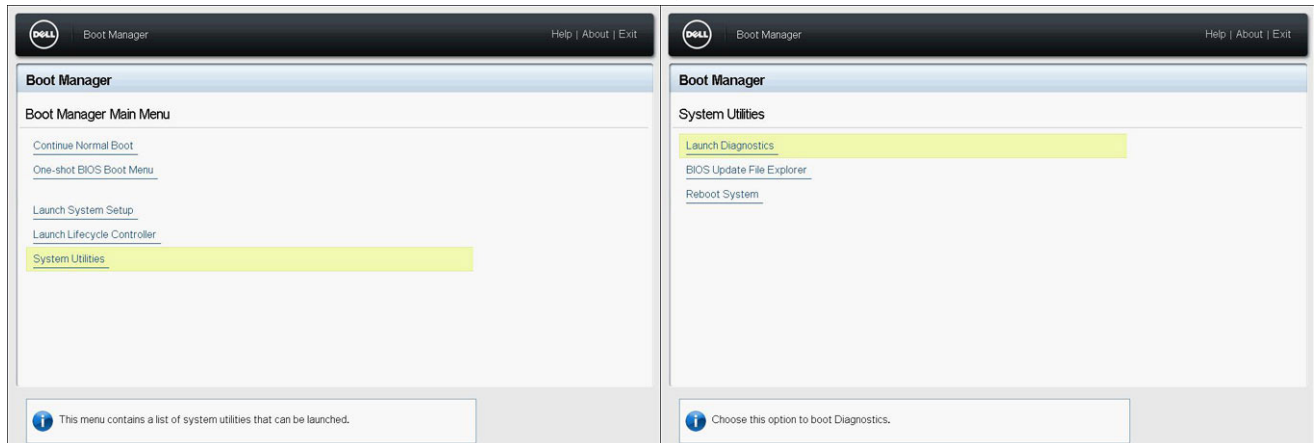 DELL
Boot Manager
Help | About | Exit
Boot Manager
Boot Manager Main Menu
Continue Normal Boot
One-shot BIOS Boot Menu
Launch System Setup
Launch Lifecycle Controller
System Utilities
This menu contains a list of system utilities that can be launched.
DELL
Boot Manager
Help | About | Exit
Boot Manager
System Utilities
Launch Diagnostics
BIOS Update File Explorer
Reboot System
Choose this option to boot Diagnostics.